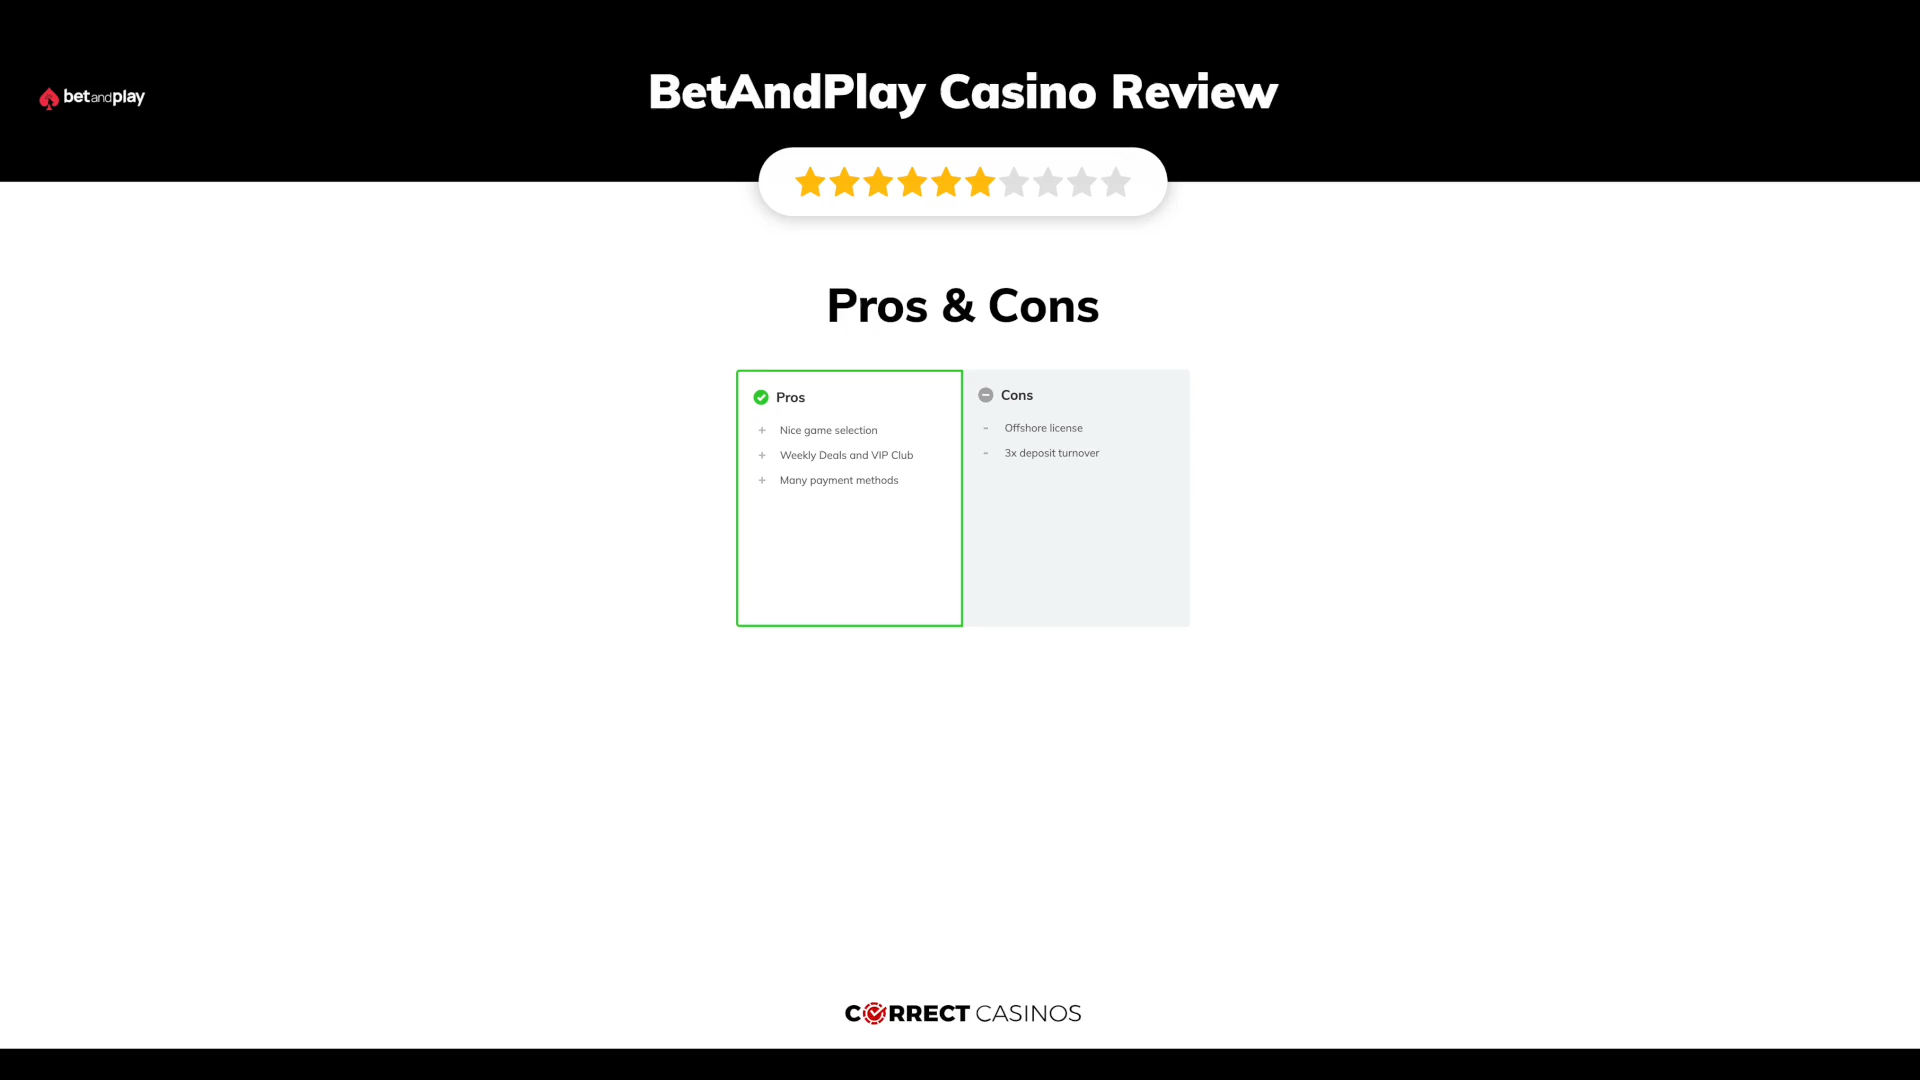 betandplay
BetAndPlay Casino Review
Pros & Cons
Pros
+ Nice game selection
+ Weekly Deals and VIP Club
+ Many payment methods
Cons
- Offshore license
- 3x deposit turnover
CORRECT CASINOS